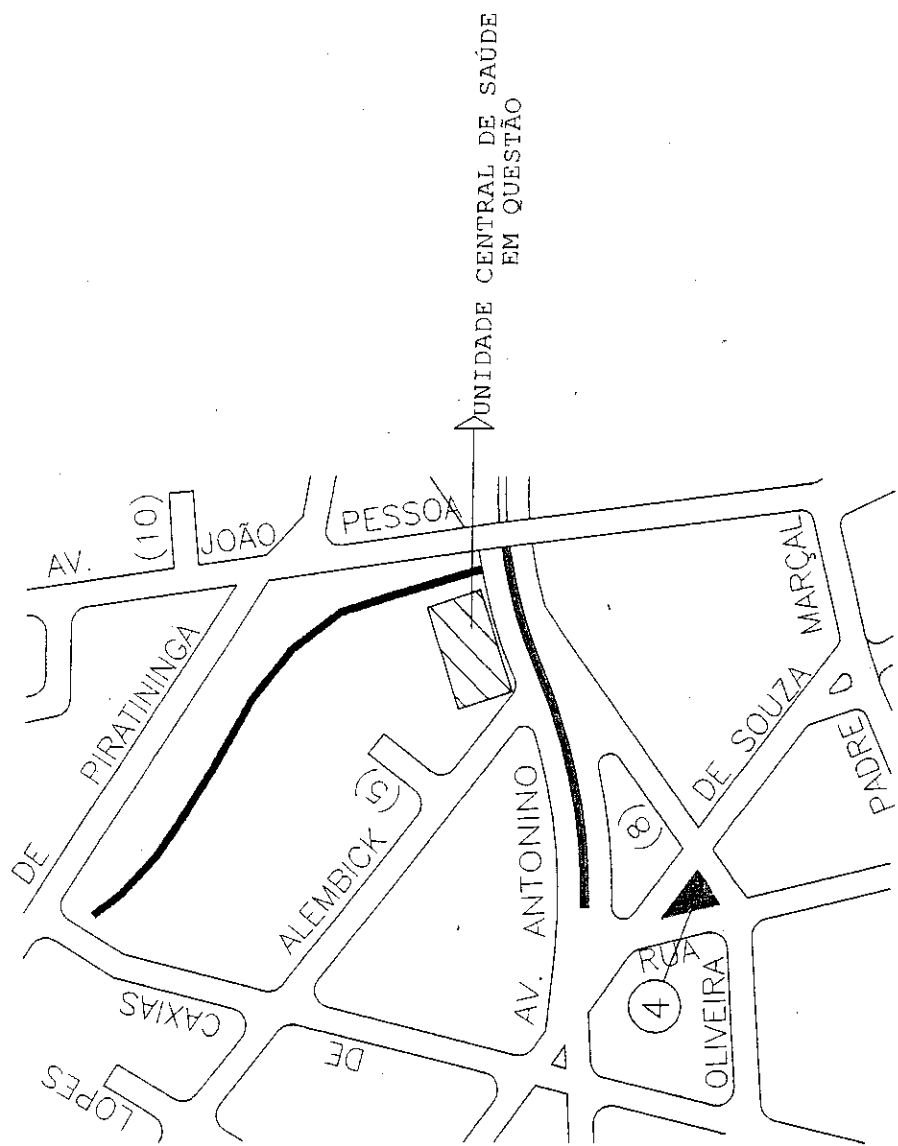 UNIDADE CENTRAL DE SAÚDE
EM QUESTÃO
AV.
(10)
JOÃO
PESSOA
DE
PIRATININGA
ALEMBICK
(5)
CAXIAS
LOPES
DE
AV. ANTONINO
(8)
DE SOUZA
MARÇAL
PADRE
RUA
4
OLIVEIRA